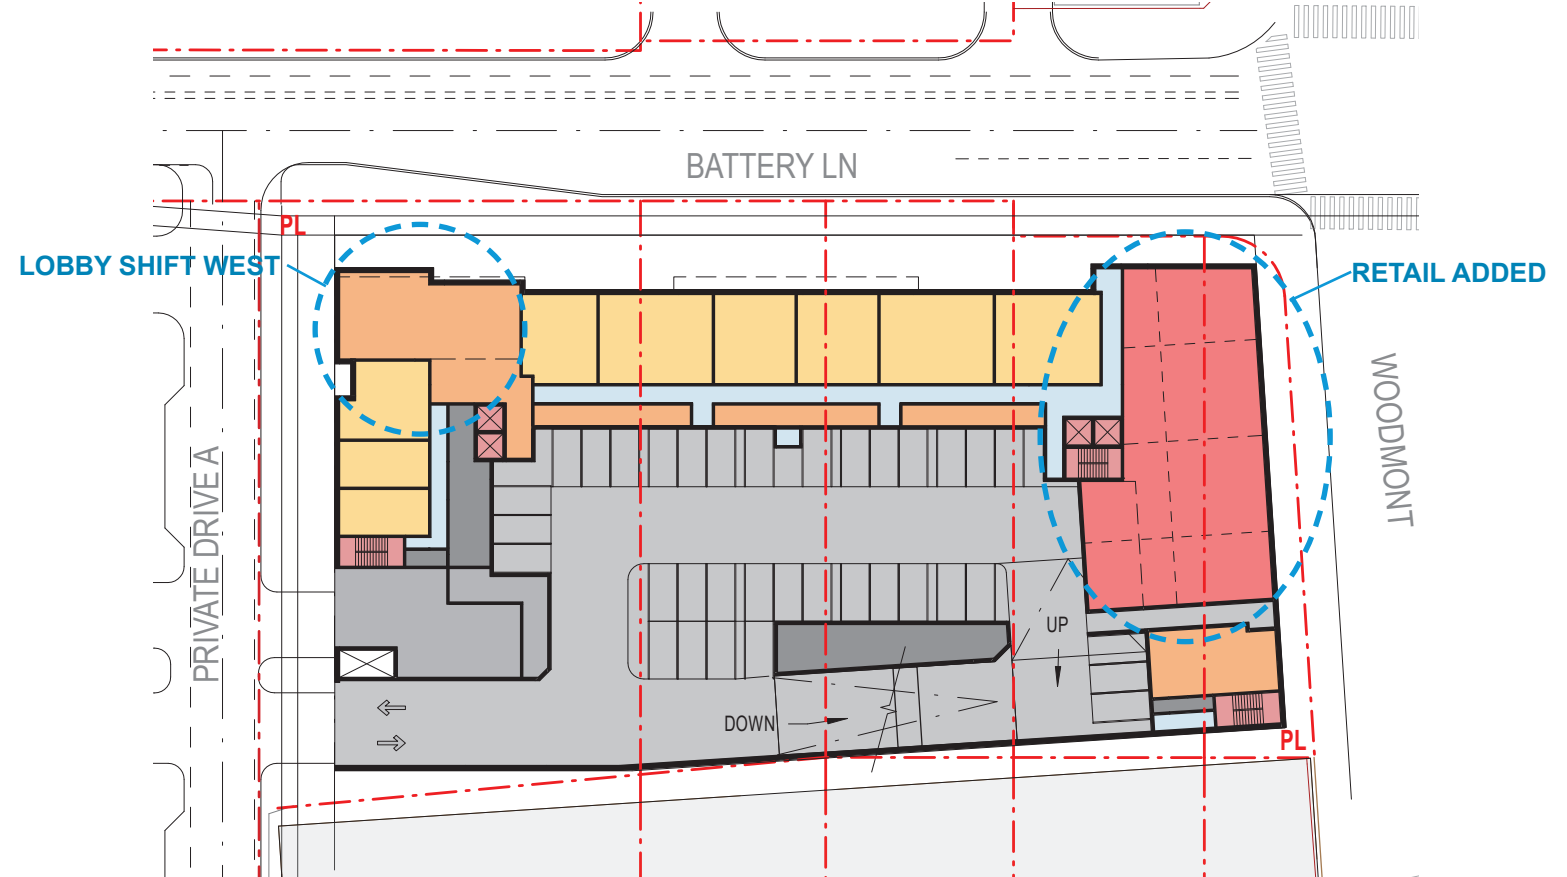 BATTERY LN
PL
LOBBY SHIFT WEST
RETAIL ADDED
WOODMONT
PRIVATE DRIVE A
UP
DOWN
PL